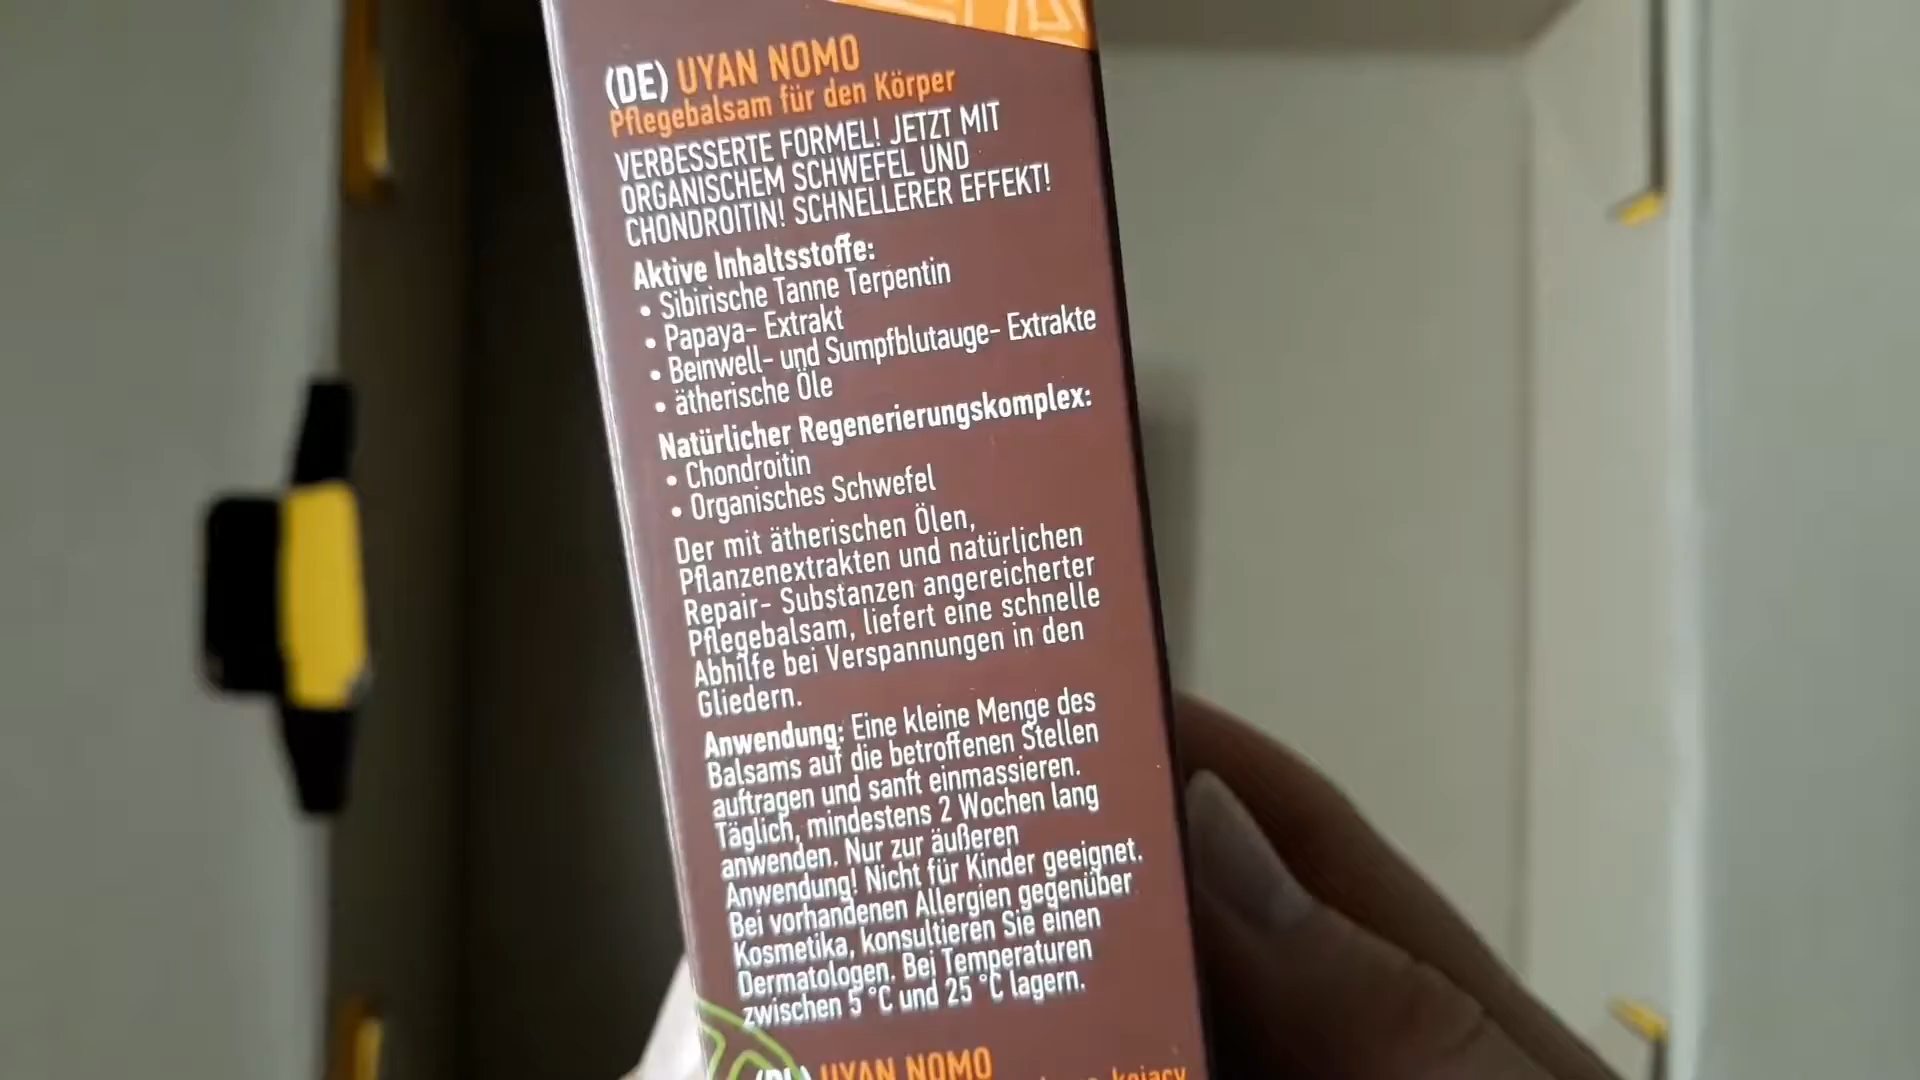 (DE) UYAN NOMO
Pflegebalsam für den Körper
VERBESSERTE FORMEL! JETZT MIT
ORGANISCHEM SCHWEFEL UND
CHONDROITIN! SCHNELLERER EFFEKT!
Aktive Inhaltsstoffe:
• Sibirische Tanne Terpentin
• Papaya- Extrakt
• Beinwell- und Sumpfblutauge- Extrakte
• ätherische Öle
Natürlicher Regenerierungskomplex:
• Chondroitin
• Organisches Schwefel
Der mit ätherischen Ölen,
Pflanzenextrakten und natürlichen
Repair- Substanzen angereicherter
Pflegebalsam, liefert eine schnelle
Abhilfe bei Verspannungen in den
Gliedern.
Anwendung: Eine kleine Menge des
Balsams auf die betroffenen Stellen
auftragen und sanft einmassieren.
Täglich, mindestens 2 Wochen lang
anwenden. Nur zur äußeren
Anwendung! Nicht für Kinder geeignet.
Bei vorhandenen Allergien gegenüber
Kosmetika, konsultieren Sie einen
Dermatologen. Bei Temperaturen
zwischen 5 °C und 25 °C lagern.
(PL) UYAN NOMO
kojący